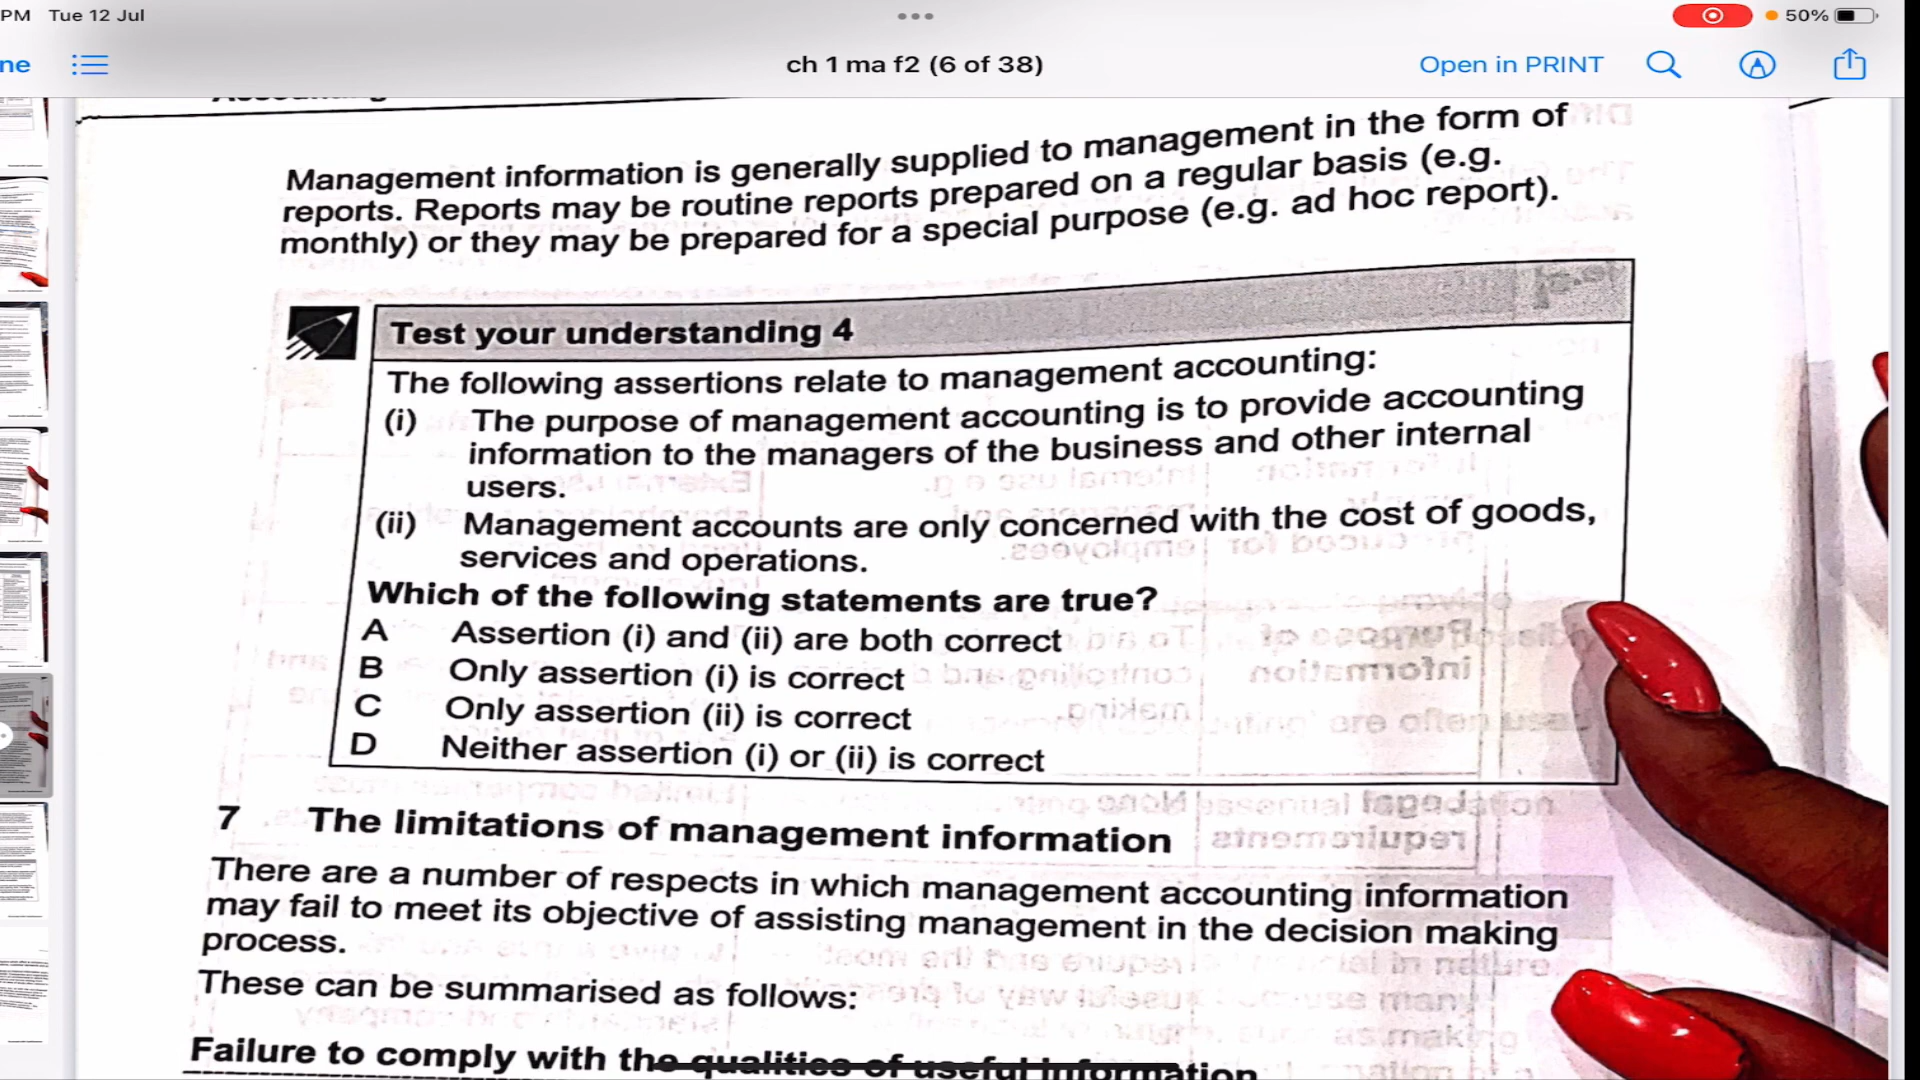 PM Tue 12 Jul
50%
ne
ch 1 ma f2 (6 of 38)
Open in PRINT
Management information is generally supplied to management in the form of
reports. Reports may be routine reports prepared on a regular basis (e.g.
monthly) or they may be prepared for a special purpose (e.g. ad hoc report).
Test your understanding 4
The following assertions relate to management accounting:
(i) The purpose of management accounting is to provide accounting
information to the managers of the business and other internal
users.
(ii) Management accounts are only concerned with the cost of goods,
services and operations.
Which of the following statements are true?
A Assertion (i) and (ii) are both correct
B Only assertion (i) is correct
C Only assertion (ii) is correct
D Neither assertion (i) or (ii) is correct
7 The limitations of management information
There are a number of respects in which management accounting information
may fail to meet its objective of assisting management in the decision making
process.
These can be summarised as follows:
Failure to comply with the qualities of useful information